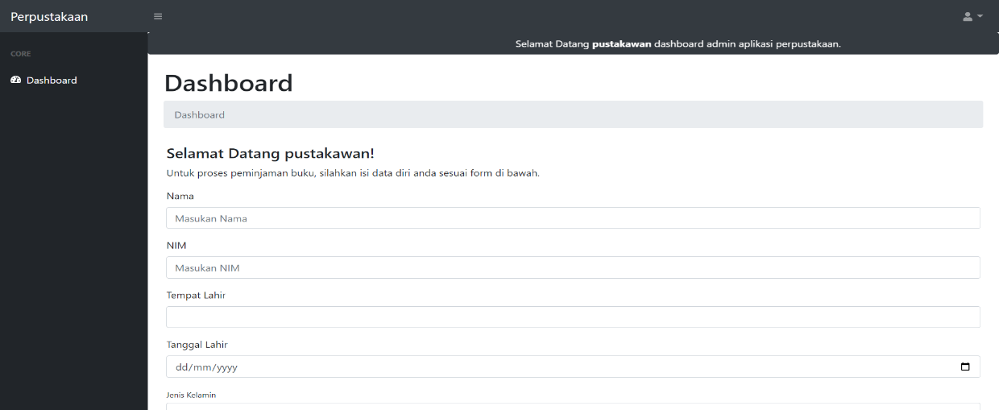 Perpustakaan
Selamat Datang pustakawan dashboard admin aplikasi perpustakaan.
CORE
Dashboard
Dashboard
Dashboard
Selamat Datang pustakawan!
Untuk proses peminjaman buku, silahkan isi data diri anda sesuai form di bawah.
Nama
Masukan Nama
NIM
Masukan NIM
Tempat Lahir
Tanggal Lahir
dd/mm/yyyy
Jenis Kelamin